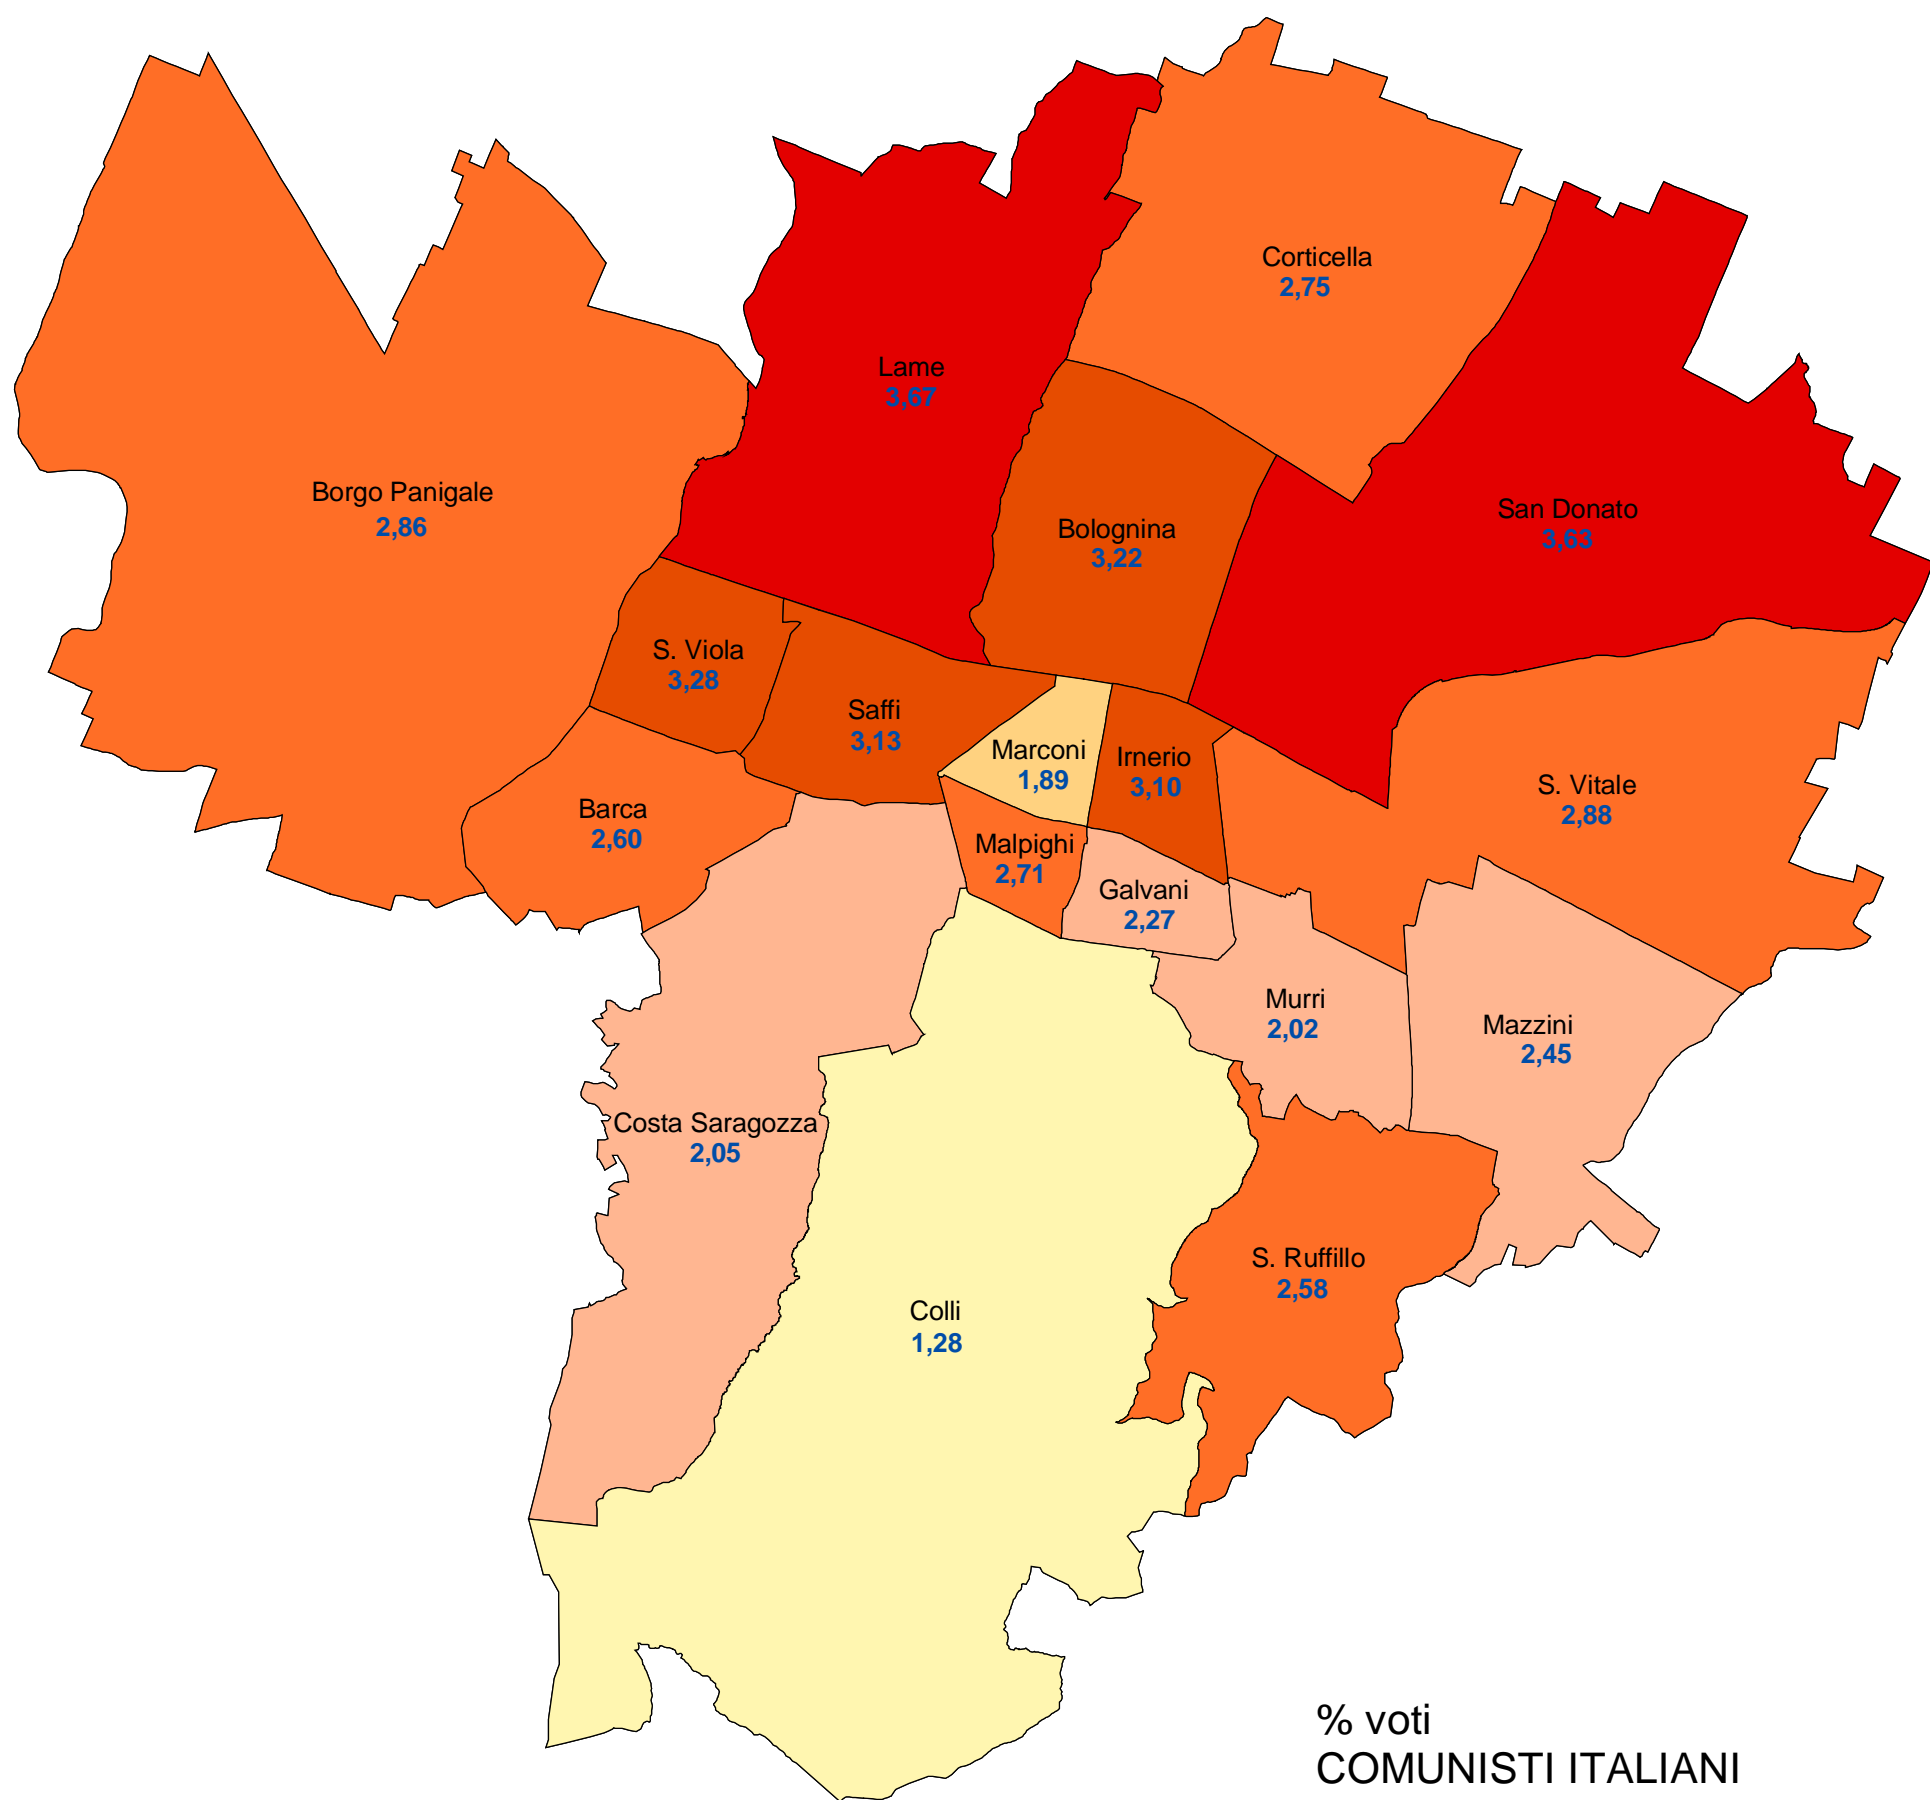 Corticella
2,75
Lame
3,67
Borgo Panigale
2,86
San Donato
3,63
Bolognina
3,22
S. Viola
3,28
Saffi
3,13
Marconi
1,89
Irnerio
3,10
S. Vitale
2,88
Barca
2,60
Malpighi
2,71
Galvani
2,27
Murri
2,02
Mazzini
2,45
Costa Saragozza
2,05
S. Ruffillo
2,58
Colli
1,28
% voti
COMUNISTI ITALIANI